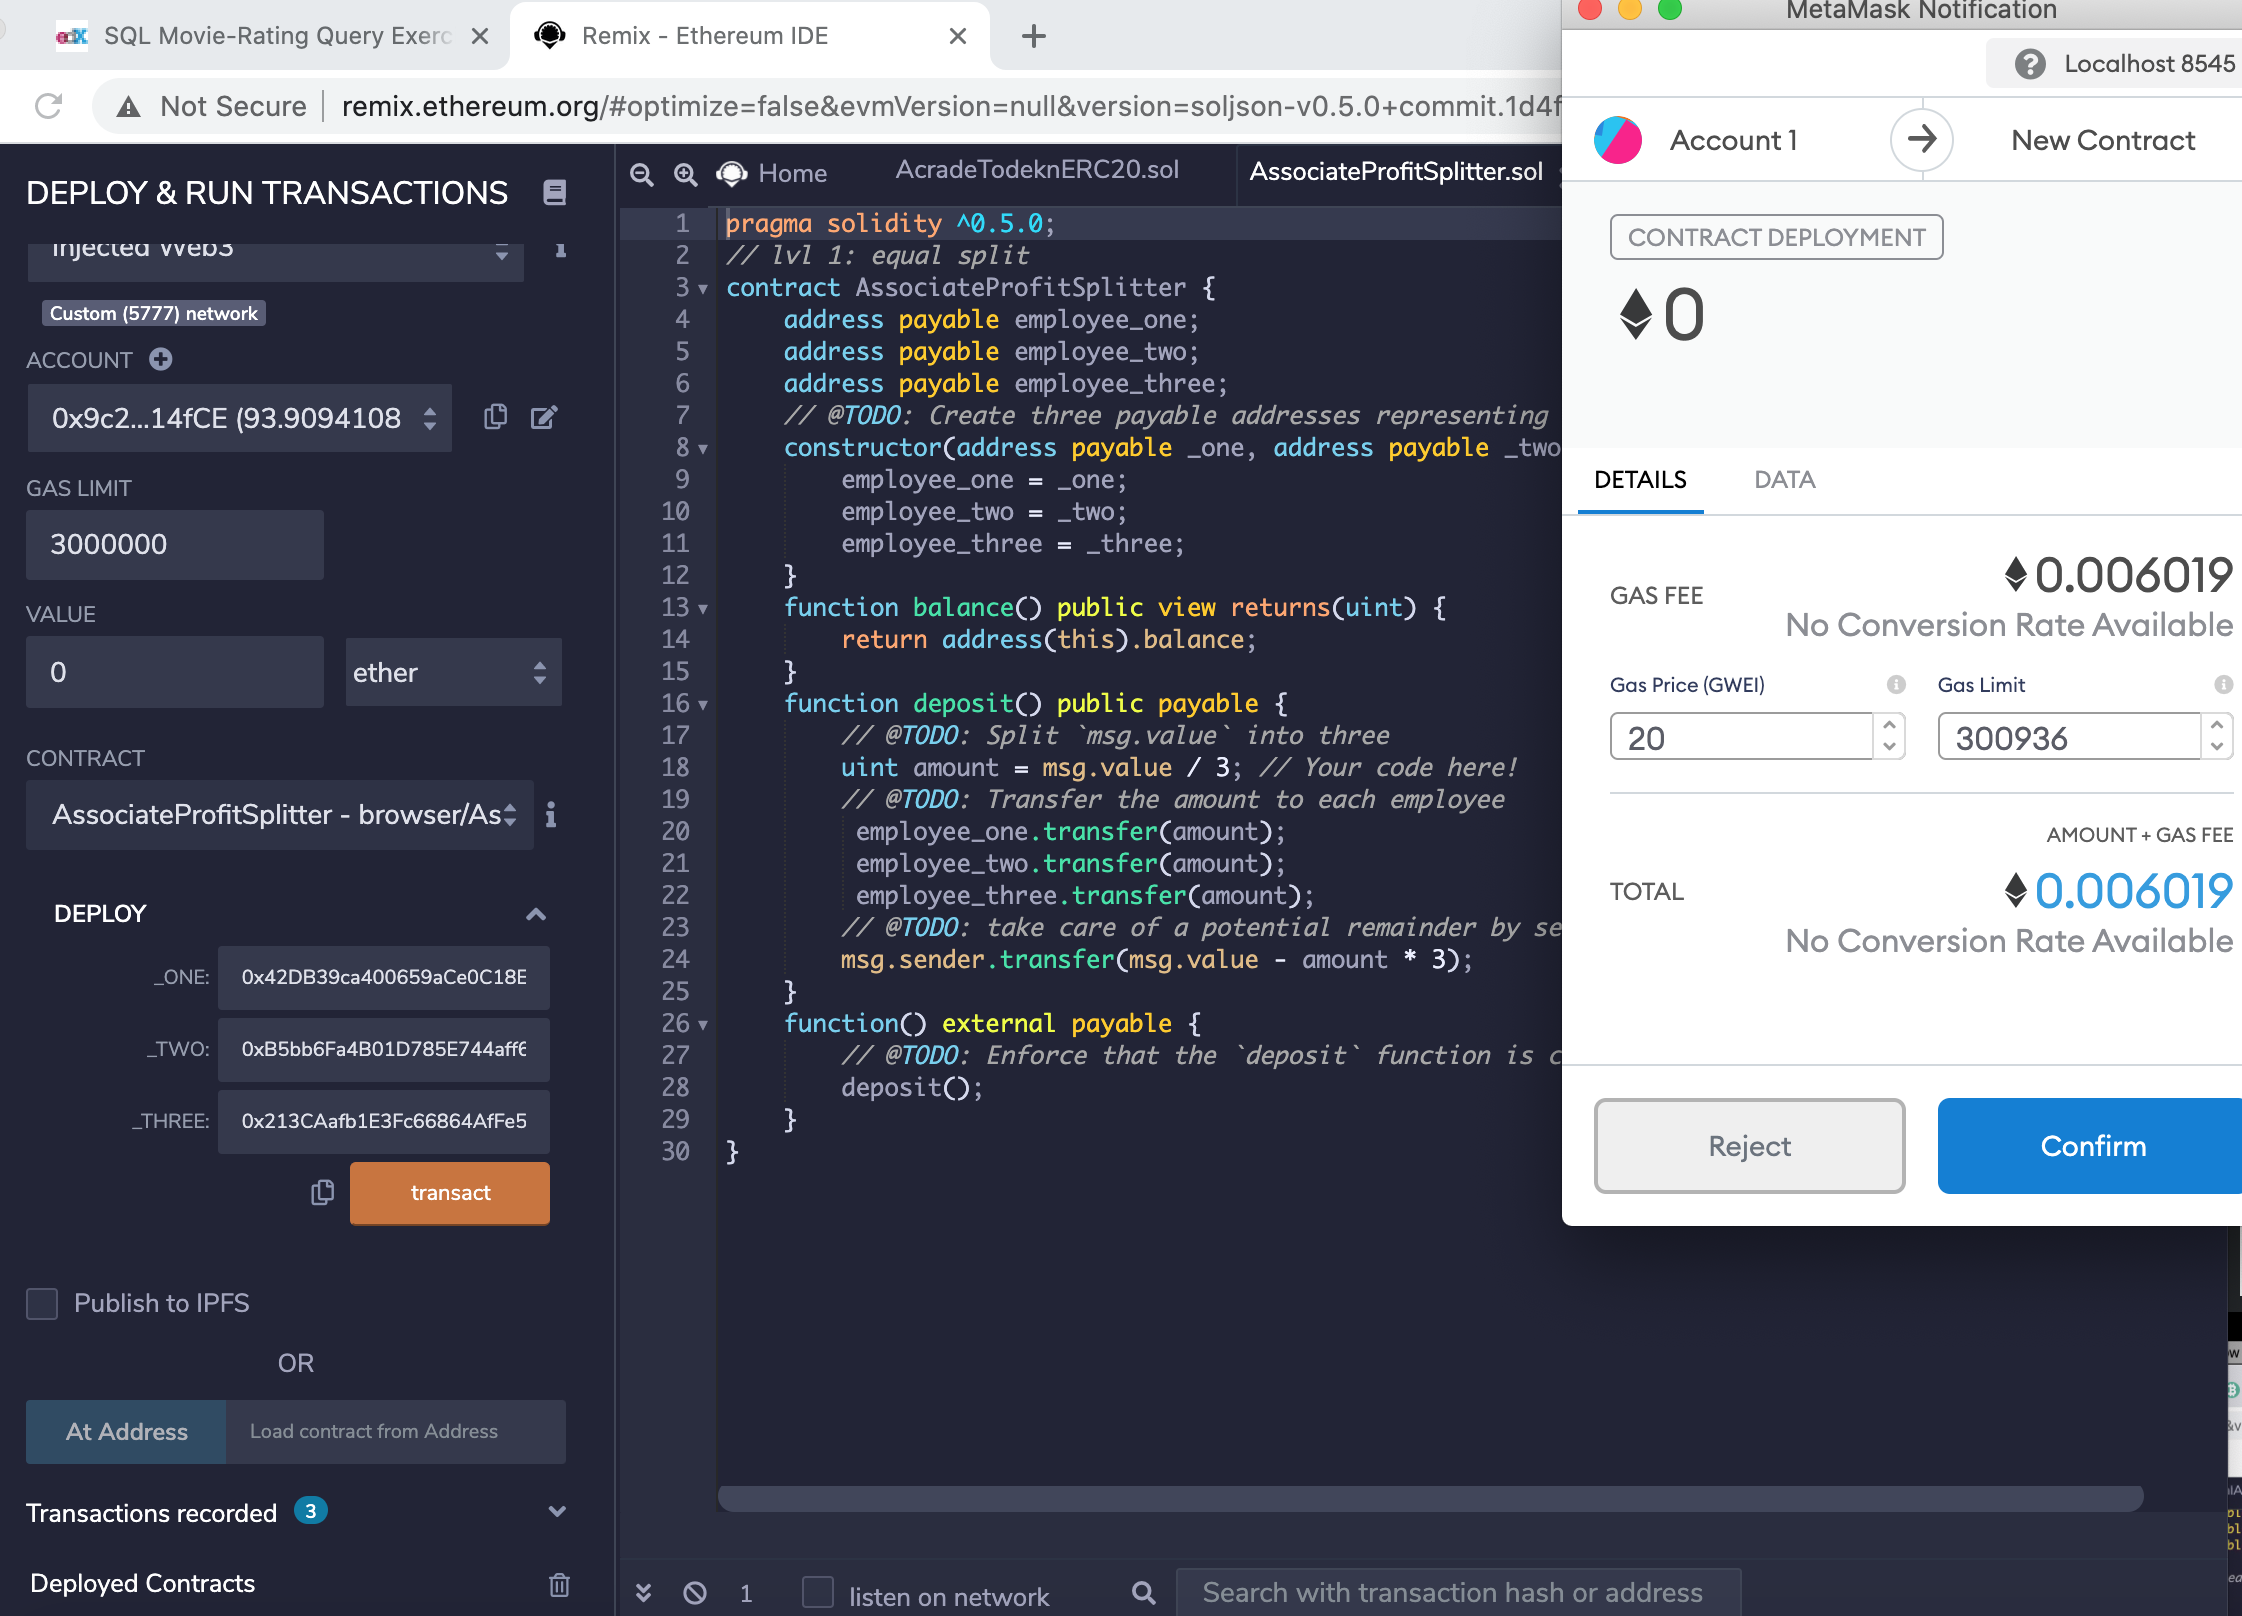 SQL Movie-Rating Query Exerc
Remix - Ethereum IDE
Not Secure
remix.ethereum.org/#optimize=false&evmVersion=null&version=soljson-v0.5.0+commit.1d4f
DEPLOY & RUN TRANSACTIONS
Injected Web3
Custom (5777) network
ACCOUNT
0x9c2...14fCE (93.9094108
GAS LIMIT
3000000
VALUE
0
ether
CONTRACT
AssociateProfitSplitter - browser/As
DEPLOY
_ONE:
0x42DB39ca400659aCe0C18E
_TWO:
0xB5bb6Fa4B01D785E744aff6
_THREE:
0x213CAafb1E3Fc66864AfFe5
transact
Publish to IPFS
OR
At Address
Load contract from Address
Transactions recorded 3
Deployed Contracts
Home
AcradeTodeknERC20.sol
AssociateProfitSplitter.sol
1 pragma solidity ^0.5.0;
2 // lvl 1: equal split
3 contract AssociateProfitSplitter {
4 address payable employee_one;
5 address payable employee_two;
6 address payable employee_three;
7 // @TODO: Create three payable addresses representing
8 constructor(address payable _one, address payable _two
9 employee_one = _one;
10 employee_two = _two;
11 employee_three = _three;
12 }
13 function balance() public view returns(uint) {
14 return address(this).balance;
15 }
16 function deposit() public payable {
17 // @TODO: Split `msg.value` into three
18 uint amount = msg.value / 3; // Your code here!
19 // @TODO: Transfer the amount to each employee
20 employee_one.transfer(amount);
21 employee_two.transfer(amount);
22 employee_three.transfer(amount);
23 // @TODO: take care of a potential remainder by se
24 msg.sender.transfer(msg.value - amount * 3);
25 }
26 function() external payable {
27 // @TODO: Enforce that the `deposit` function is c
28 deposit();
29 }
30 }
1
listen on network
Search with transaction hash or address
MetaMask Notification
Localhost 8545
Account 1
New Contract
CONTRACT DEPLOYMENT
0
DETAILS
DATA
GAS FEE
0.006019
No Conversion Rate Available
Gas Price (GWEI)
Gas Limit
20
300936
AMOUNT + GAS FEE
TOTAL
0.006019
No Conversion Rate Available
Reject
Confirm